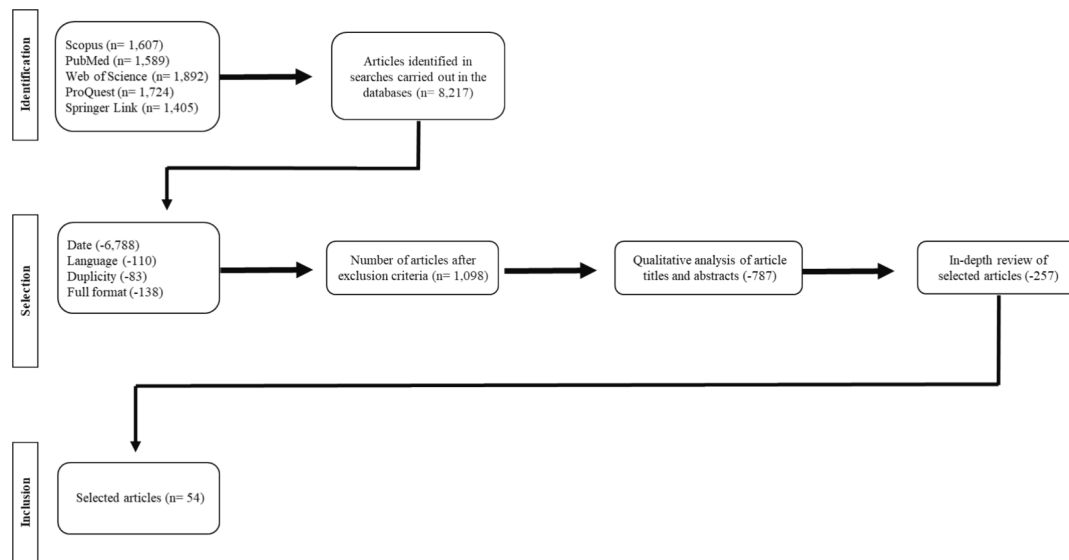 Identification
Scopus (n= 1,607)
PubMed (n= 1,589)
Web of Science (n= 1,892)
ProQuest (n= 1,724)
Springer Link (n= 1,405)
Articles identified in
searches carried out in the
databases (n= 8,217)
Selection
Date (-6,788)
Language (-110)
Duplicity (-83)
Full format (-138)
Number of articles after
exclusion criteria (n= 1,098)
Qualitative analysis of article
titles and abstracts (-787)
In-depth review of
selected articles (-257)
Inclusion
Selected articles (n= 54)